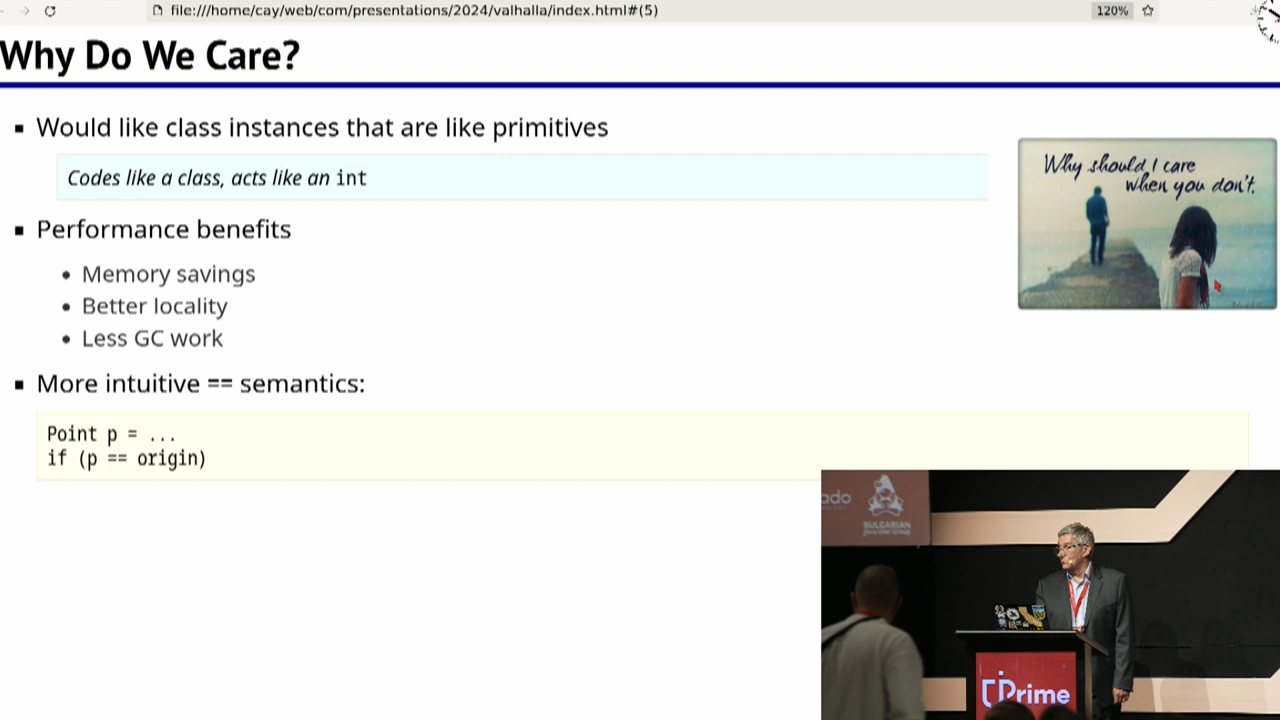 file:///home/cay/web/com/presentations/2024/valhalla/index.html#(5)
120%
Why Do We Care?
Would like class instances that are like primitives
Codes like a class, acts like an int
Why should I care
when you don't.
Performance benefits
Memory savings
Better locality
Less GC work
More intuitive == semantics:
Point p = ...
if (p == origin)
ado
BULGARIAN
Prime